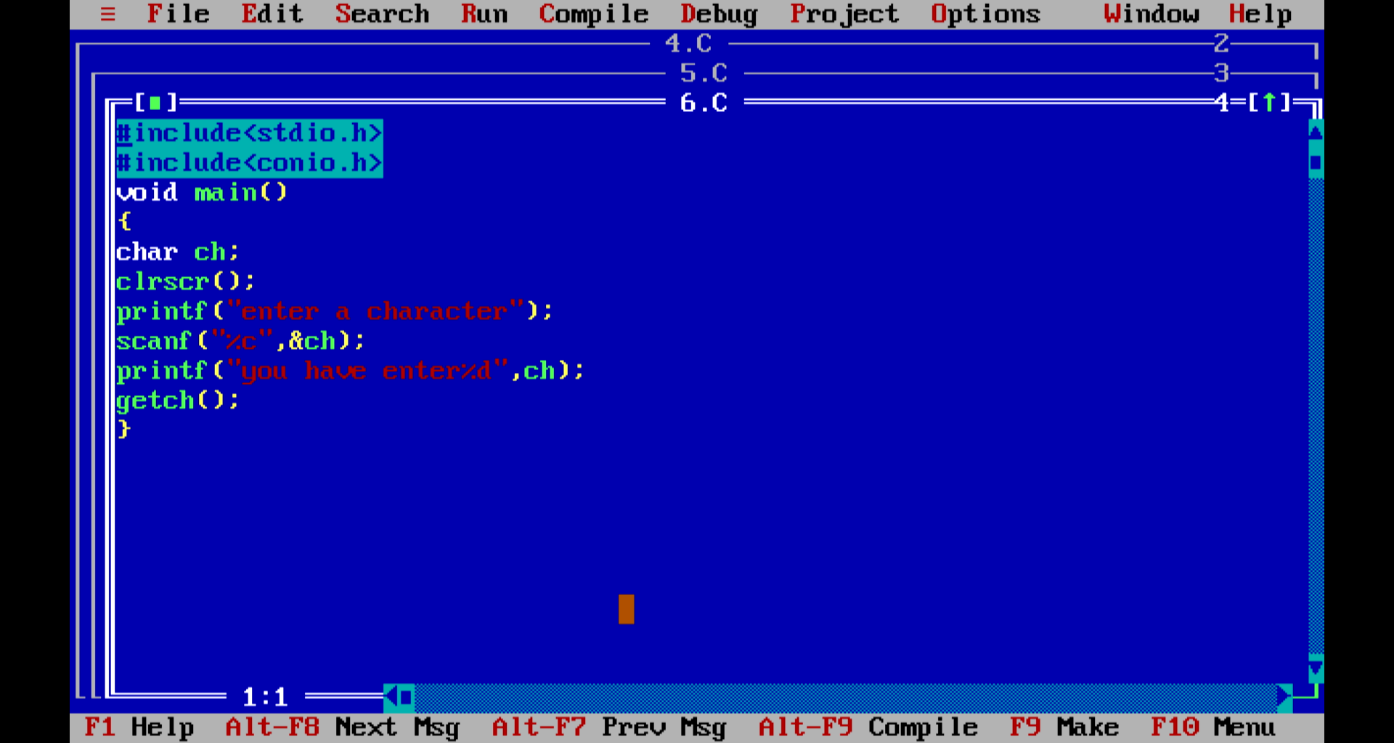 ≡ File Edit Search Run Compile Debug Project Options Window Help
4.C 2
5.C 3
[■] 6.C 4=[↑]
#include<stdio.h>
#include<conio.h>
void main()
{
char ch;
clrscr();
printf("enter a character");
scanf("%c",&ch);
printf("you have enter%d",ch);
getch();
}
1:1
F1 Help Alt-F8 Next Msg Alt-F7 Prev Msg Alt-F9 Compile F9 Make F10 Menu